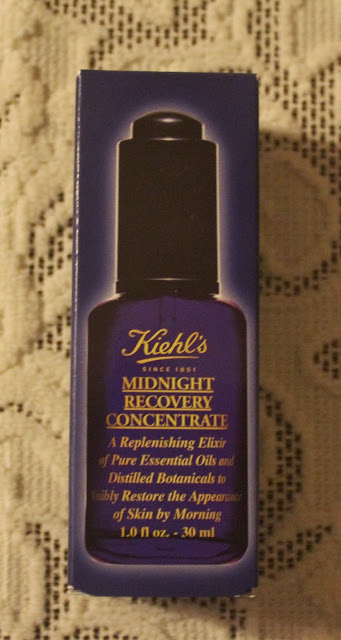 Kiehl's
SINCE 1851
MIDNIGHT
RECOVERY
CONCENTRATE
A Replenishing Elixir
of Pure Essential Oils and
Distilled Botanicals to
Visibly Restore the Appearance
of Skin by Morning
1.0 fl oz. - 30 ml